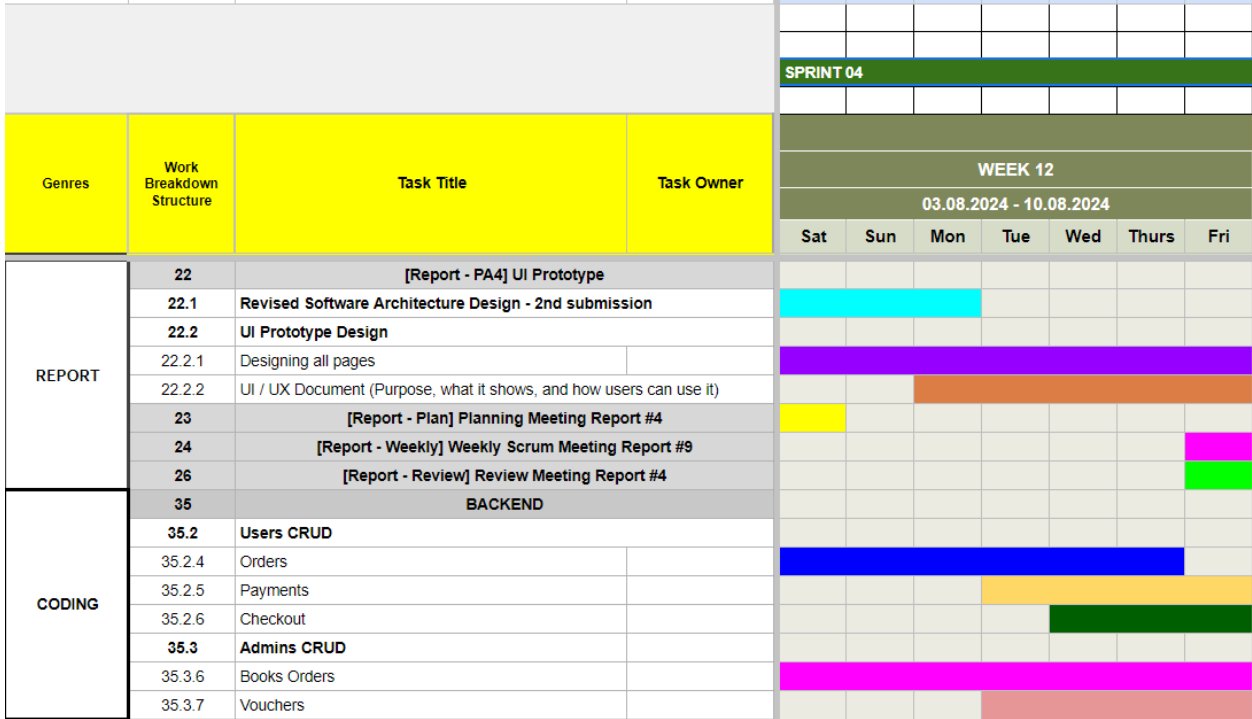 SPRINT 04
Genres
Work
Breakdown
Structure
Task Title
Task Owner
WEEK 12
03.08.2024 - 10.08.2024
Sat Sun Mon Tue Wed Thurs Fri
REPORT
22 [Report - PA4] UI Prototype
22.1 Revised Software Architecture Design - 2nd submission
22.2 UI Prototype Design
22.2.1 Designing all pages
22.2.2 UI / UX Document (Purpose, what it shows, and how users can use it)
23 [Report - Plan] Planning Meeting Report #4
24 [Report - Weekly] Weekly Scrum Meeting Report #9
26 [Report - Review] Review Meeting Report #4
CODING
35 BACKEND
35.2 Users CRUD
35.2.4 Orders
35.2.5 Payments
35.2.6 Checkout
35.3 Admins CRUD
35.3.6 Books Orders
35.3.7 Vouchers